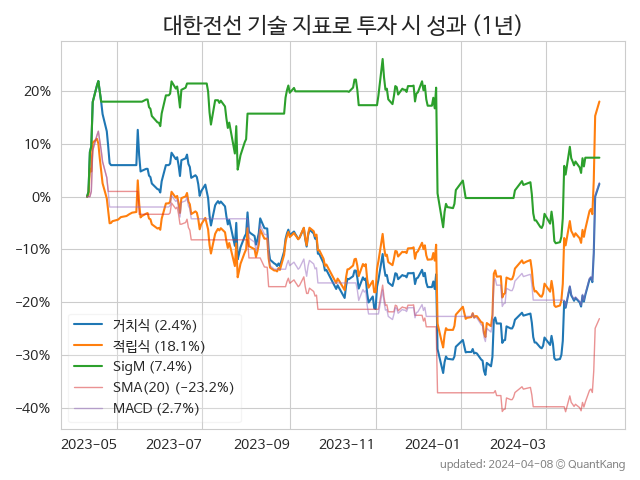 대한전선 기술 지표로 투자 시 성과 (1년)
20%
10%
0%
−10%
−20%
−30%
−40%
거치식 (2.4%)
적립식 (18.1%)
SigM (7.4%)
SMA(20) (−23.2%)
MACD (2.7%)
2023-05 2023-07 2023-09 2023-11 2024-01 2024-03
updated: 2024-04-08 © QuantKang